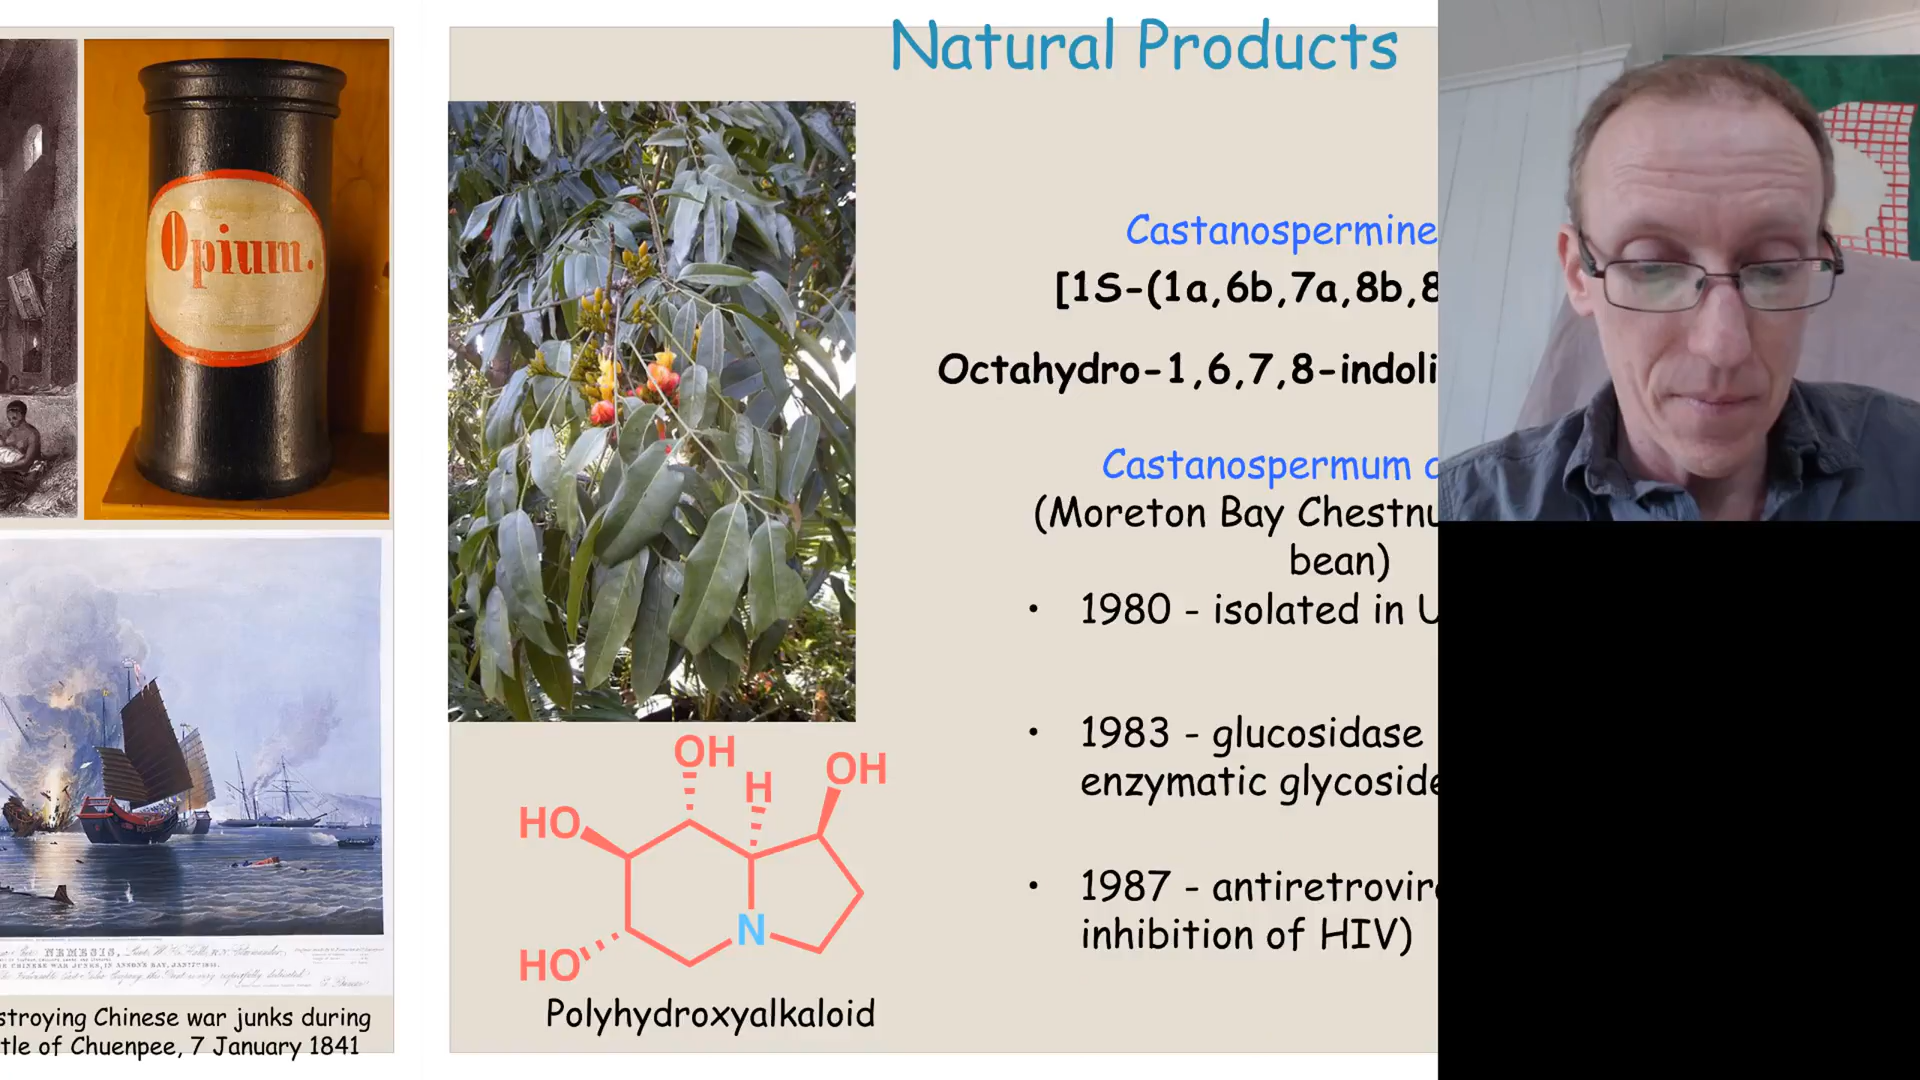 Opium.
NEMESIS,
stroying Chinese war junks during
tle of Chuenpee, 7 January 1841
Natural Products
Castanospermine
[1S-(1a,6b,7a,8b,8
Octahydro-1,6,7,8-indoli
Castanospermum
(Moreton Bay Chestnu
bean)
• 1980 - isolated in U
• 1983 - glucosidase
enzymatic glycoside
• 1987 - antiretrovir
inhibition of HIV)
OH
H
OH
HO
N
HO
Polyhydroxyalkaloid